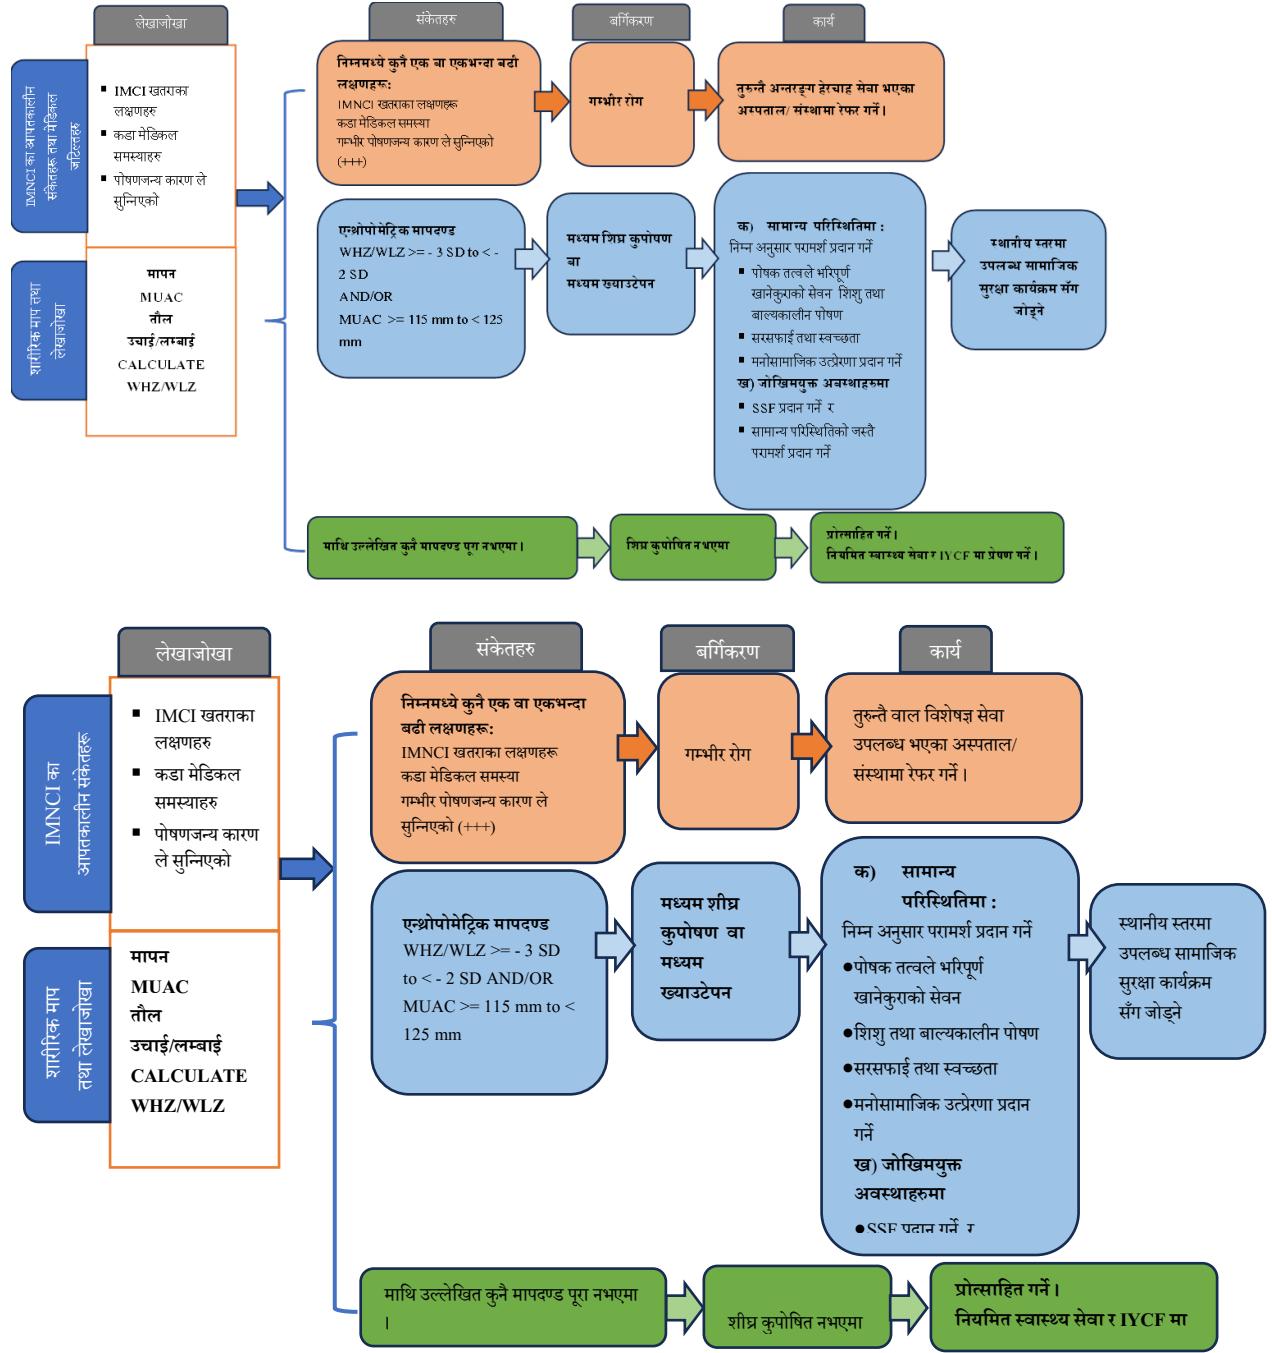 लेखाजोखा
संकेतहरु
बर्गिकरण
कार्य
IMNCI का आपतकालीन
संकेतहरू तथा मेडिकल
जटिल्तहरु
▪ IMCI खतराका
लक्षणहरु
▪ कडा मेडिकल
समस्याहरु
▪ पोषणजन्य कारण ले
सुन्निएको
शारीरिक माप तथा
लेखाजोखा
मापन
MUAC
तौल
उचाई/लम्बाई
CALCULATE
WHZ/WLZ
निम्नमध्ये कुनै एक बा एकभन्दा बढी
लक्षणहरू:
IMNCI खतराका लक्षणहरू
कडा मेडिकल समस्या
गम्भीर पोषणजन्य कारण ले सुन्निएको
(+++)
गम्भीर रोग
तुरुन्तै अन्तरङ्ग हेरचाह सेवा भएका
अस्पताल/ संस्थामा रेफर गर्ने।
एन्थ्रोपोमेट्रिक मापदण्ड
WHZ/WLZ >= - 3 SD to < -
2 SD
AND/OR
MUAC >= 115 mm to < 125
mm
मध्यम शिघ्र कुपोषण
बा
मध्यम ख्याउटेपन
क) सामान्य परिस्थितिमा :
निम्न अनुसार परामर्श प्रदान गर्ने
▪ पोषक तत्वले भरिपूर्ण
खानेकुराको सेवन शिशु तथा
बाल्यकालीन पोषण
▪ सरसफाई तथा स्वच्छता
▪ मनोसामाजिक उत्प्रेरणा प्रदान गर्ने
ख) जोखिमयुक्त अबस्थाहरुमा
▪ SSF प्रदान गर्ने र
▪ सामान्य परिस्थितिको जस्तै
परामर्श प्रदान गर्ने
स्थानीय स्तरमा
उपलब्ध सामाजिक
सुरक्षा कार्यक्रम सँग
जोड्ने
माथि उल्लेखित कुनै मापदण्ड पूरा नभएमा।
शिघ्र कुपोषित नभएमा
प्रोत्साहित गर्ने।
नियमित स्वास्थ्य सेवा र IYCF मा प्रेषण गर्ने।
लेखाजोखा
संकेतहरु
बर्गिकरण
कार्य
IMNCI का
आपतकालीन संकेतहरू
▪ IMCI खतराका
लक्षणहरु
▪ कडा मेडिकल
समस्याहरु
▪ पोषणजन्य कारण
ले सुन्निएको
शारीरिक माप
तथा लेखाजोखा
मापन
MUAC
तौल
उचाई/लम्बाई
CALCULATE
WHZ/WLZ
निम्नमध्ये कुनै एक वा एकभन्दा
बढी लक्षणहरू:
IMNCI खतराका लक्षणहरू
कडा मेडिकल समस्या
गम्भीर पोषणजन्य कारण ले
सुन्निएको (+++)
गम्भीर रोग
तुरुन्तै वाल विशेषज्ञ सेवा
उपलब्ध भएका अस्पताल/
संस्थामा रेफर गर्ने।
एन्थ्रोपोमेट्रिक मापदण्ड
WHZ/WLZ >= - 3 SD
to < - 2 SD AND/OR
MUAC >= 115 mm to <
125 mm
मध्यम शीघ्र
कुपोषण वा
मध्यम
ख्याउटेपन
क) सामान्य
परिस्थितिमा :
निम्न अनुसार परामर्श प्रदान गर्ने
●पोषक तत्वले भरिपूर्ण
खानेकुराको सेवन
●शिशु तथा बाल्यकालीन पोषण
●सरसफाई तथा स्वच्छता
●मनोसामाजिक उत्प्रेरणा प्रदान
गर्ने
ख) जोखिमयुक्त
अवस्थाहरुमा
●SSF प्रदान गर्ने र
स्थानीय स्तरमा
उपलब्ध सामाजिक
सुरक्षा कार्यक्रम
सँग जोड्ने
माथि उल्लेखित कुनै मापदण्ड पूरा नभएमा
।
शीघ्र कुपोषित नभएमा
प्रोत्साहित गर्ने।
नियमित स्वास्थ्य सेवा र IYCF मा